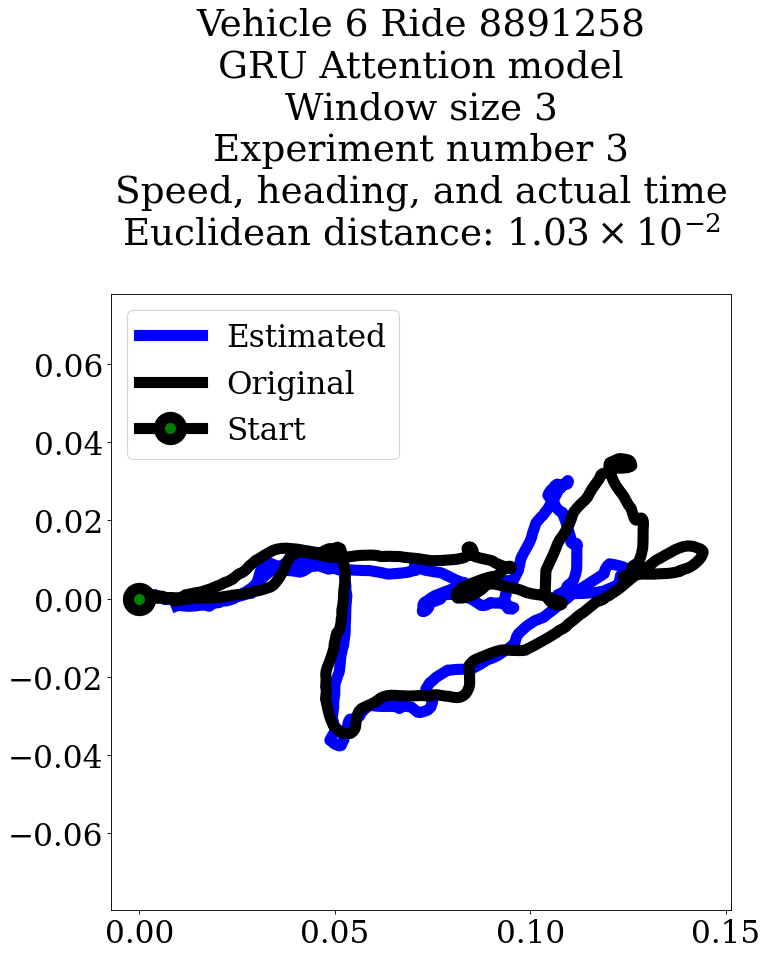 Vehicle 6 Ride 8891258
GRU Attention model
Window size 3
Experiment number 3
Speed, heading, and actual time
Euclidean distance: 1.03 × 10⁻²
Estimated
Original
Start
0.06
0.04
0.02
0.00
−0.02
−0.04
−0.06
0.00 0.05 0.10 0.15